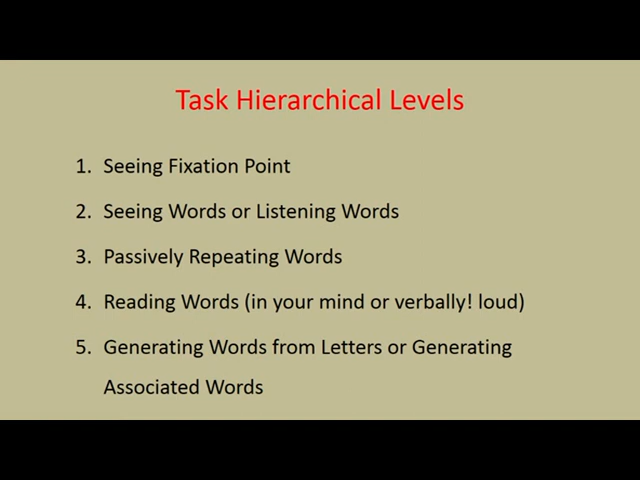 Task Hierarchical Levels
1. Seeing Fixation Point
2. Seeing Words or Listening Words
3. Passively Repeating Words
4. Reading Words (in your mind or verbally! loud)
5. Generating Words from Letters or Generating
Associated Words